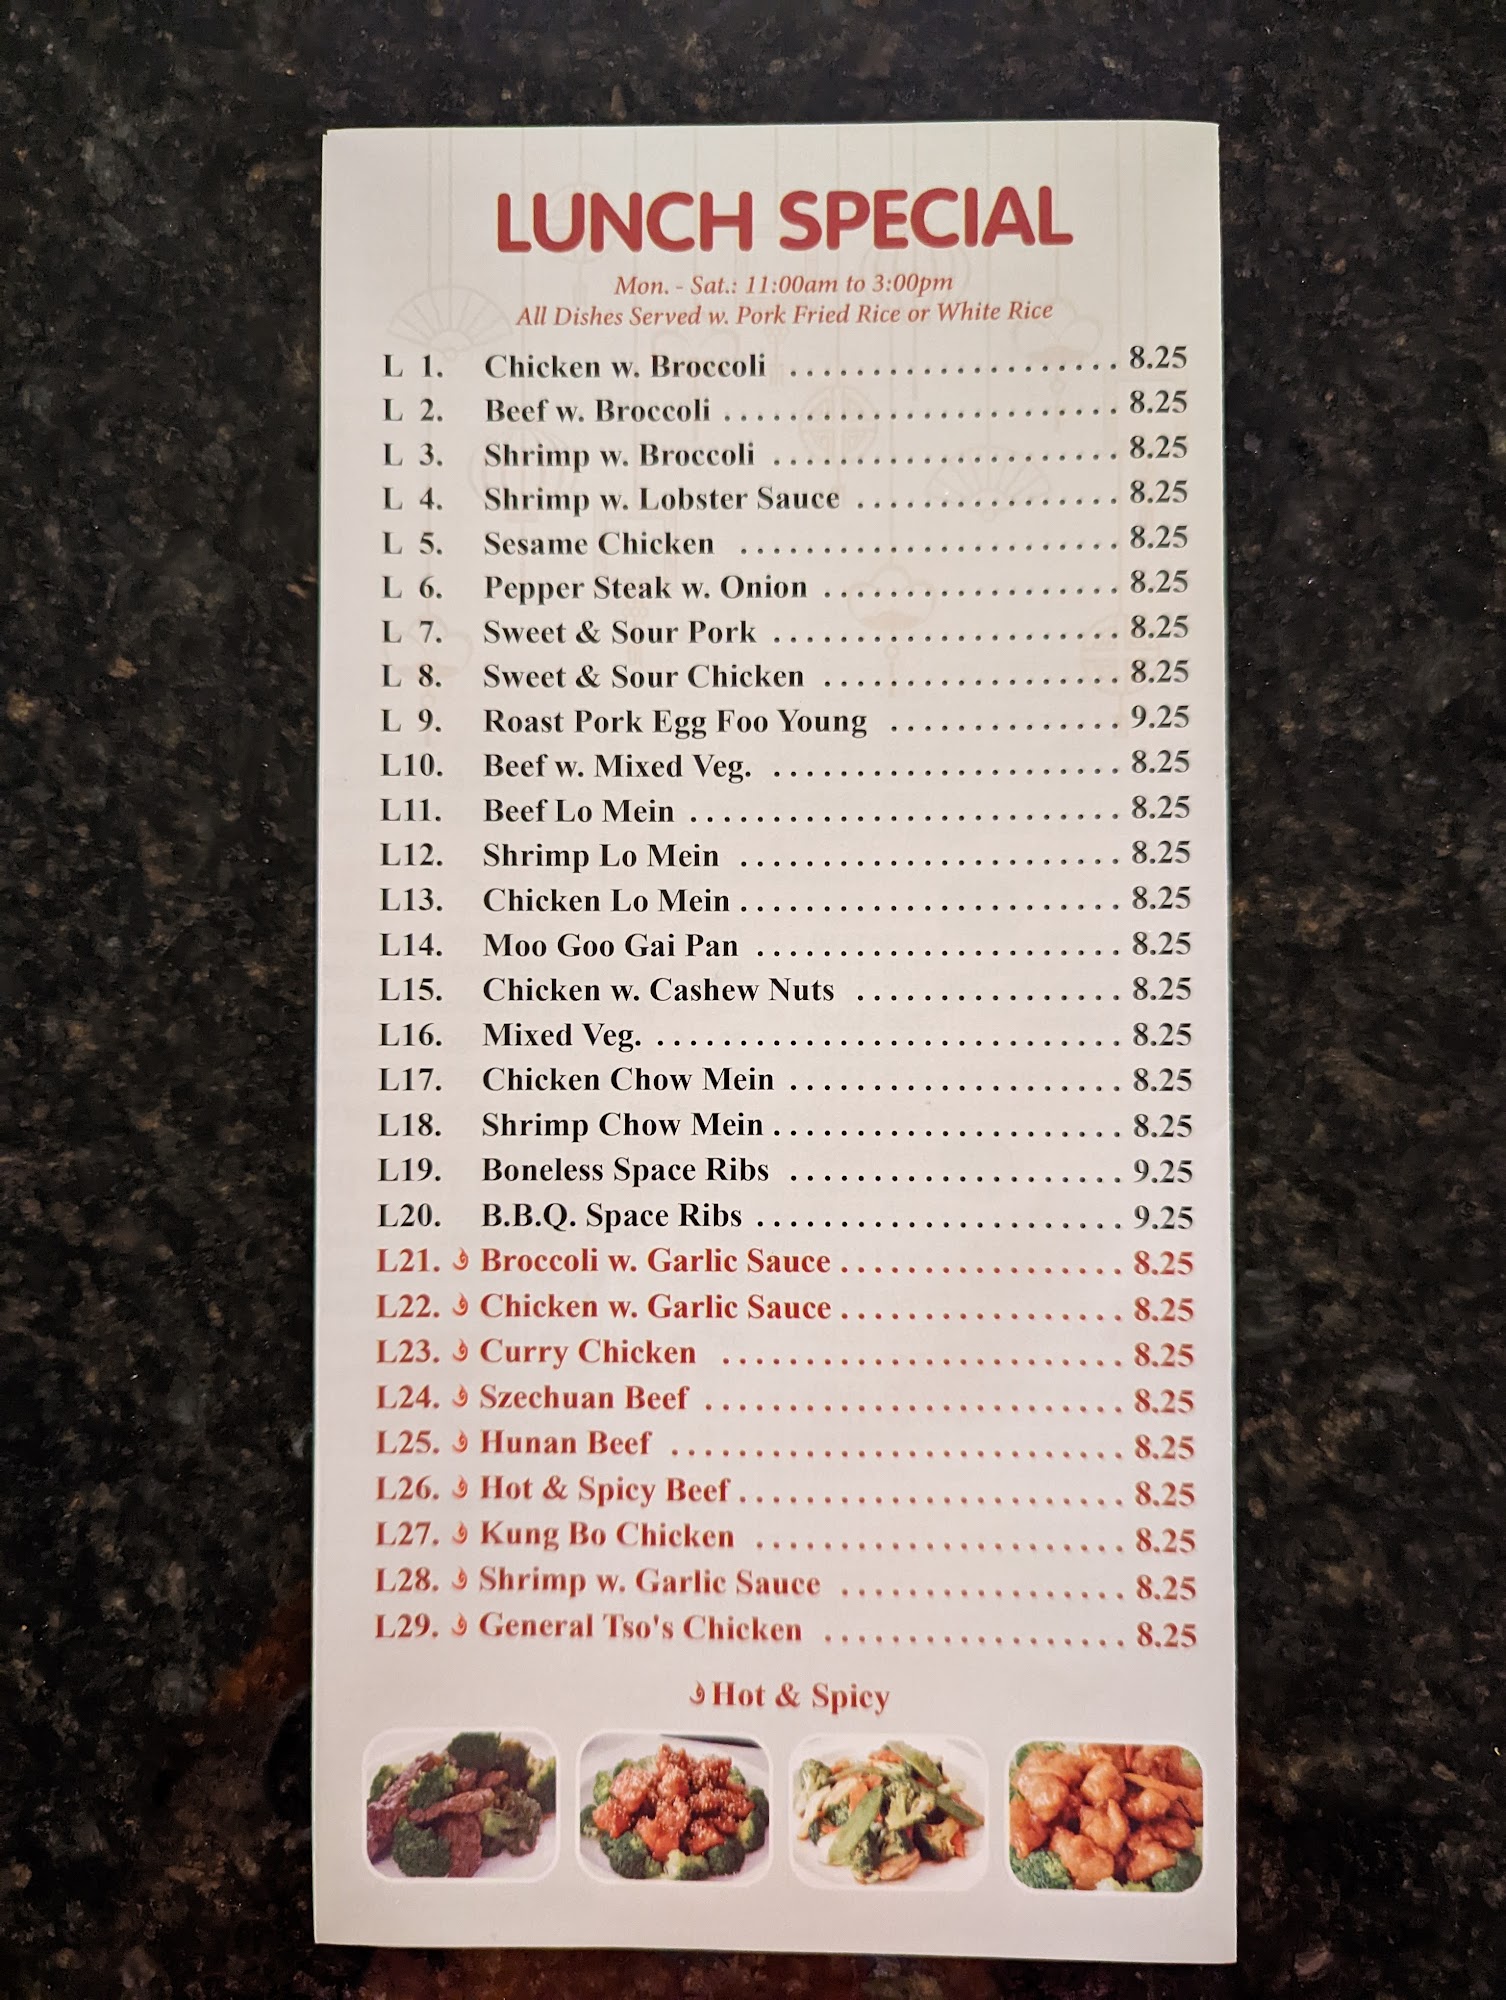 LUNCH SPECIAL
Mon. - Sat.: 11:00am to 3:00pm
All Dishes Served w. Pork Fried Rice or White Rice
L 1. Chicken w. Broccoli .................... 8.25
L 2. Beef w. Broccoli ........................ 8.25
L 3. Shrimp w. Broccoli ..................... 8.25
L 4. Shrimp w. Lobster Sauce ................ 8.25
L 5. Sesame Chicken ....................... 8.25
L 6. Pepper Steak w. Onion .................. 8.25
L 7. Sweet & Sour Pork ..................... 8.25
L 8. Sweet & Sour Chicken .................. 8.25
L 9. Roast Pork Egg Foo Young .............. 9.25
L10. Beef w. Mixed Veg. ..................... 8.25
L11. Beef Lo Mein .......................... 8.25
L12. Shrimp Lo Mein ....................... 8.25
L13. Chicken Lo Mein ....................... 8.25
L14. Moo Goo Gai Pan ...................... 8.25
L15. Chicken w. Cashew Nuts ................ 8.25
L16. Mixed Veg. ............................ 8.25
L17. Chicken Chow Mein .................... 8.25
L18. Shrimp Chow Mein ..................... 8.25
L19. Boneless Space Ribs .................... 9.25
L20. B.B.Q. Space Ribs ...................... 9.25
L21. Broccoli w. Garlic Sauce ................. 8.25
L22. Chicken w. Garlic Sauce ................. 8.25
L23. Curry Chicken ........................ 8.25
L24. Szechuan Beef ......................... 8.25
L25. Hunan Beef ........................... 8.25
L26. Hot & Spicy Beef ....................... 8.25
L27. Kung Bo Chicken ...................... 8.25
L28. Shrimp w. Garlic Sauce ................. 8.25
L29. General Tso's Chicken .................. 8.25
Hot & Spicy